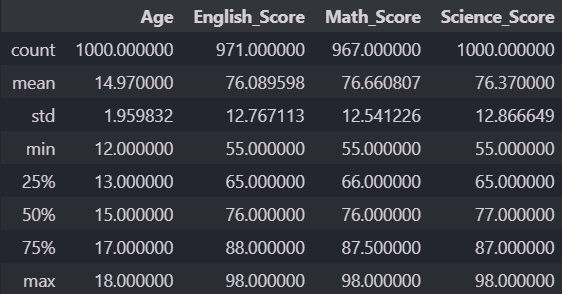 Age English_Score Math_Score Science_Score
count 1000.000000 971.000000 967.000000 1000.000000
mean 14.970000 76.089598 76.660807 76.370000
std 1.959832 12.767113 12.541226 12.866649
min 12.000000 55.000000 55.000000 55.000000
25% 13.000000 65.000000 66.000000 65.000000
50% 15.000000 76.000000 76.000000 77.000000
75% 17.000000 88.000000 87.500000 87.000000
max 18.000000 98.000000 98.000000 98.000000